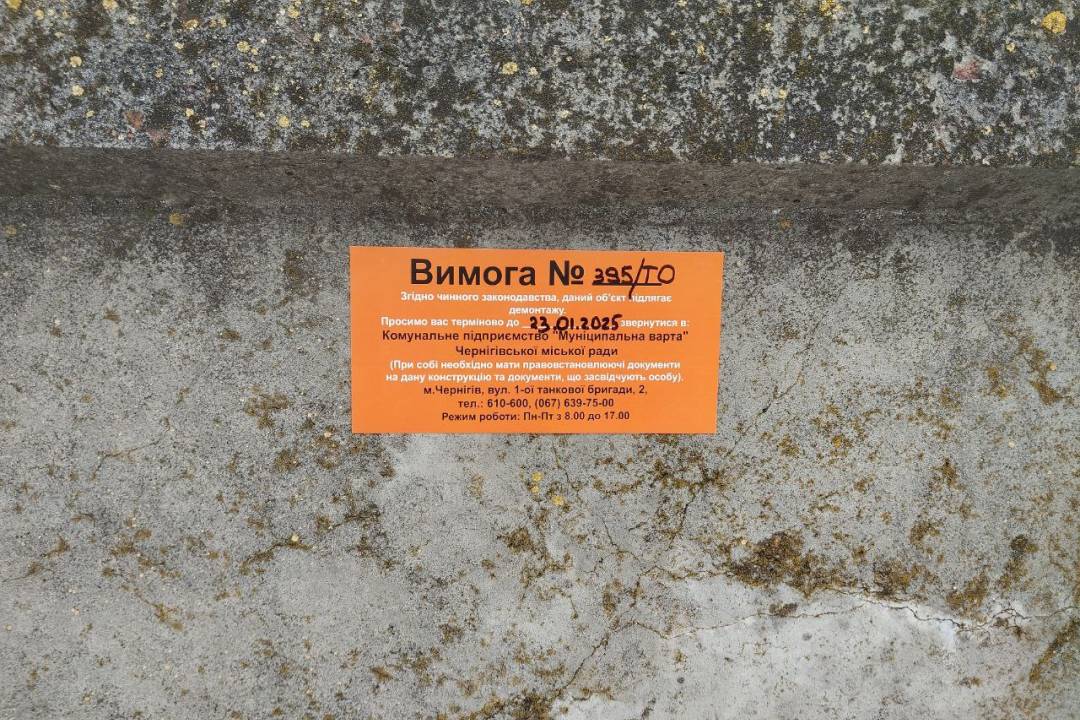 Вимога № 395/ТО
Згідно чинного законодавства, даний об'єкт підлягає
демонтажу.
Просимо вас терміново до 23.01.2025 звернутися в:
Комунальне підприємство "Муніципальна варта"
Чернігівської міської ради
(При собі необхідно мати правовстановлюючі документи
на дану конструкцію та документи, що засвідчують особу).
м.Чернігів, вул. 1-ої танкової бригади, 2,
тел.: 610-600, (067) 639-75-00
Режим роботи: Пн-Пт з 8.00 до 17.00